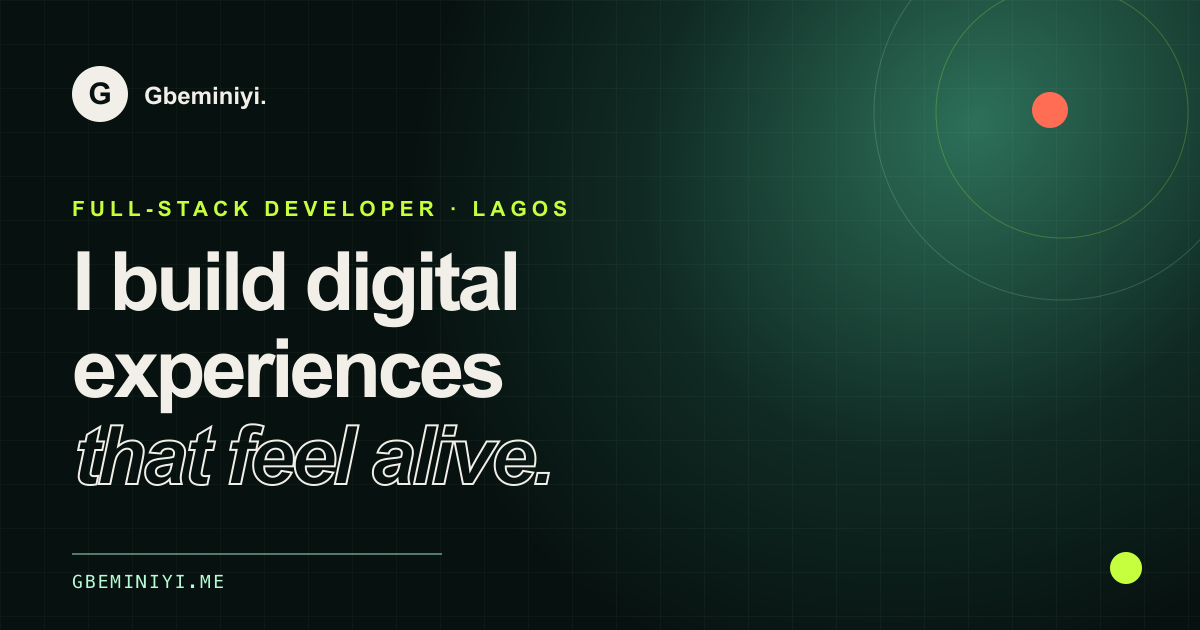 G
Gbeminiyi.
FULL-STACK DEVELOPER · LAGOS
I build digital
experiences
that feel alive.
GBEMINIYI.ME